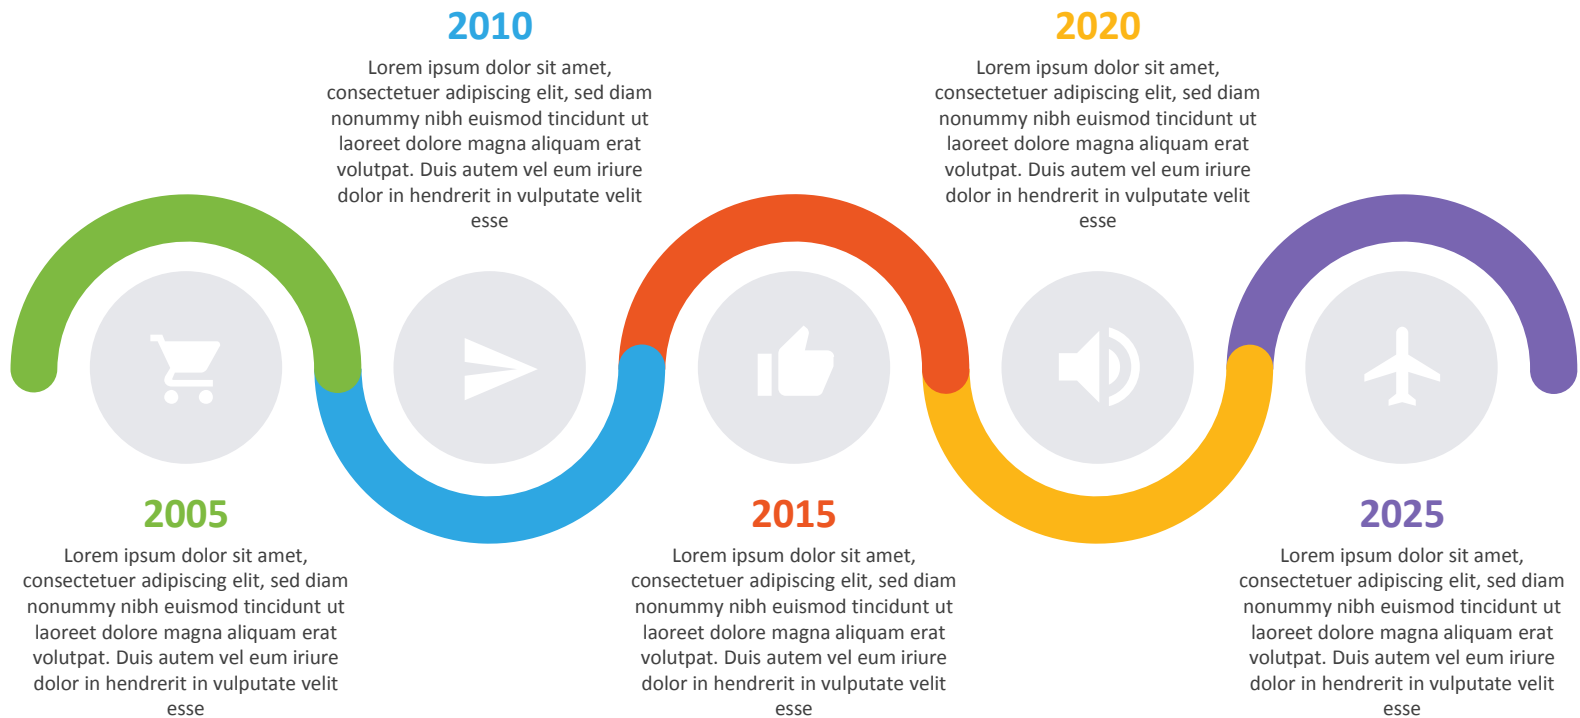 2010
Lorem ipsum dolor sit amet,
consectetuer adipiscing elit, sed diam
nonummy nibh euismod tincidunt ut
laoreet dolore magna aliquam erat
volutpat. Duis autem vel eum iriure
dolor in hendrerit in vulputate velit
esse
2020
Lorem ipsum dolor sit amet,
consectetuer adipiscing elit, sed diam
nonummy nibh euismod tincidunt ut
laoreet dolore magna aliquam erat
volutpat. Duis autem vel eum iriure
dolor in hendrerit in vulputate velit
esse
2005
Lorem ipsum dolor sit amet,
consectetuer adipiscing elit, sed diam
nonummy nibh euismod tincidunt ut
laoreet dolore magna aliquam erat
volutpat. Duis autem vel eum iriure
dolor in hendrerit in vulputate velit
esse
2015
Lorem ipsum dolor sit amet,
consectetuer adipiscing elit, sed diam
nonummy nibh euismod tincidunt ut
laoreet dolore magna aliquam erat
volutpat. Duis autem vel eum iriure
dolor in hendrerit in vulputate velit
esse
2025
Lorem ipsum dolor sit amet,
consectetuer adipiscing elit, sed diam
nonummy nibh euismod tincidunt ut
laoreet dolore magna aliquam erat
volutpat. Duis autem vel eum iriure
dolor in hendrerit in vulputate velit
esse